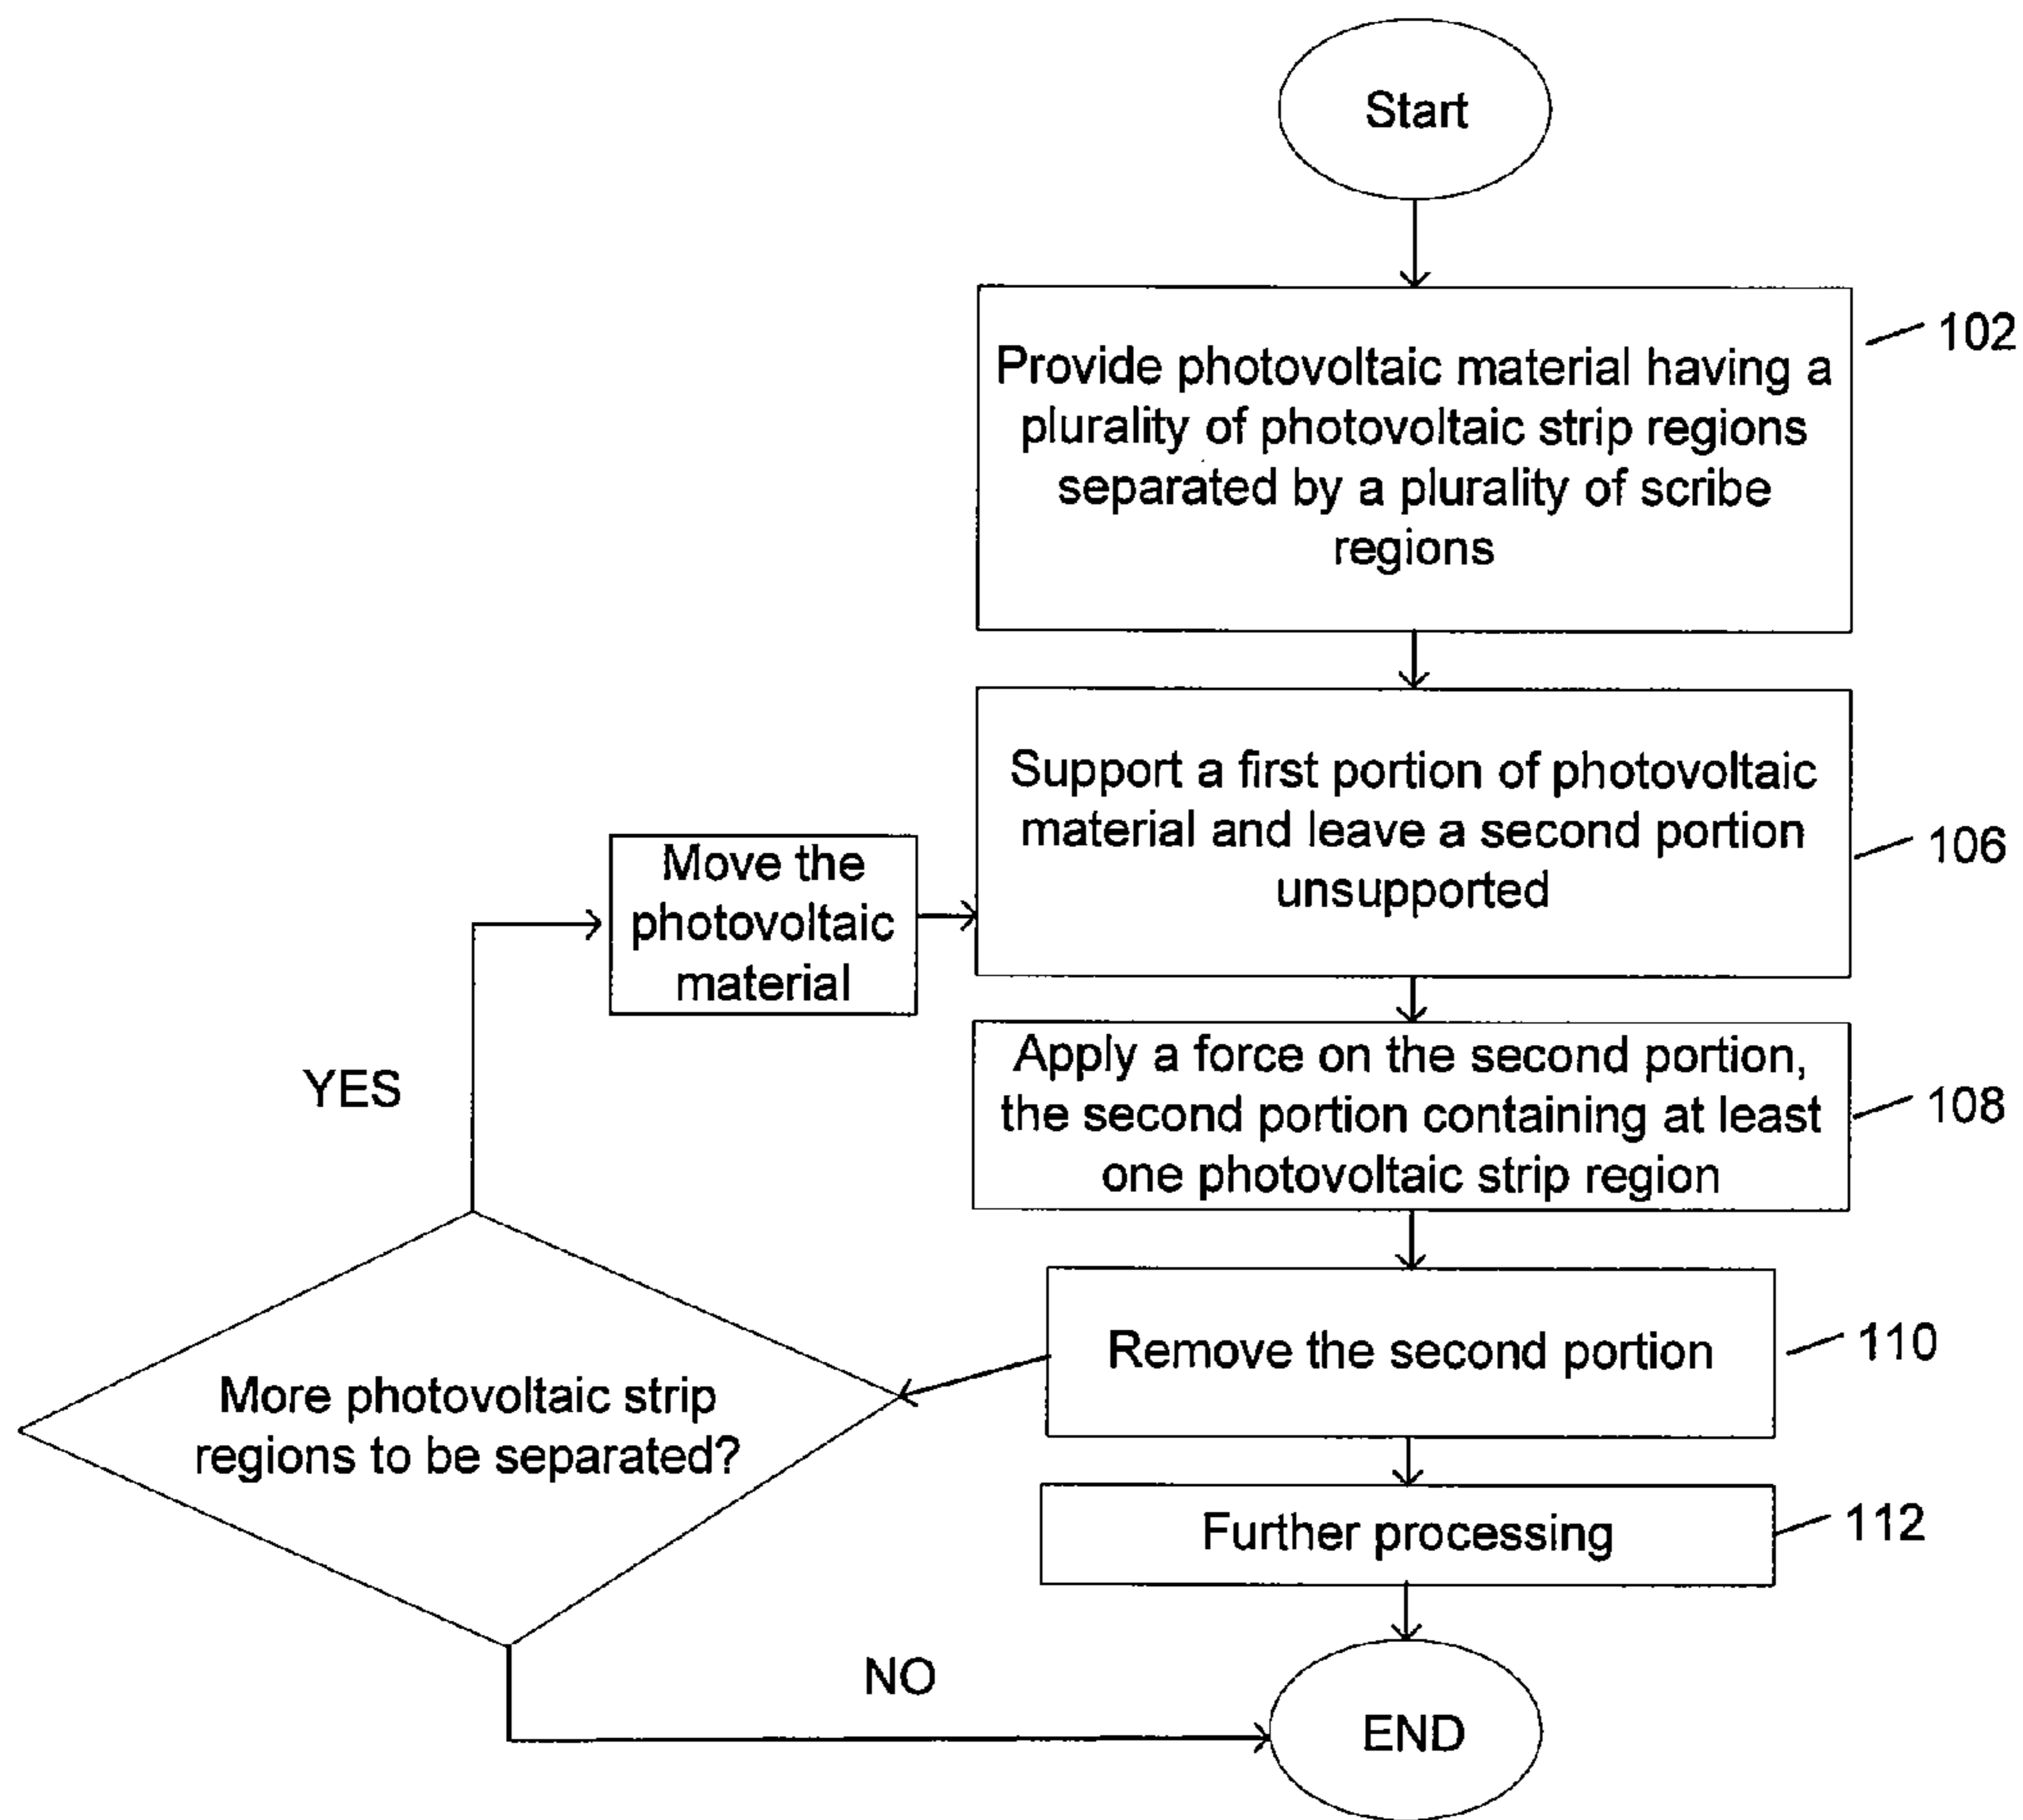 Start
102
Provide photovoltaic material having a
plurality of photovoltaic strip regions
separated by a plurality of scribe
regions
Support a first portion of photovoltaic
material and leave a second portion
unsupported
106
Move the
photovoltaic
material
Apply a force on the second portion,
the second portion containing at least
one photovoltaic strip region
108
YES
Remove the second portion
110
More photovoltaic strip
regions to be separated?
Further processing
112
NO
END